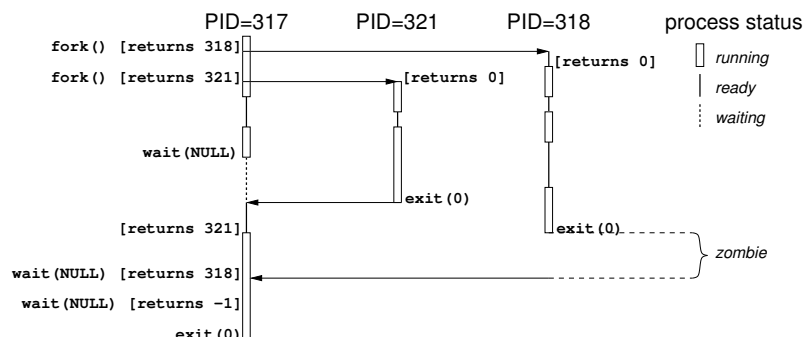 PID=317 PID=321 PID=318 process status
fork() [returns 318]
[returns 0] running
fork() [returns 321] [returns 0]
ready
waiting
wait(NULL)
exit(0)
[returns 321] exit(0)
zombie
wait(NULL) [returns 318]
wait(NULL) [returns -1]
exit(0)